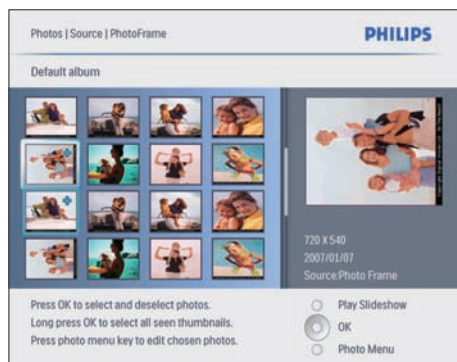 Photos | Source | PhotoFrame
PHILIPS
Default album
720 X 540
2007/01/07
Source:Photo Frame
Press OK to select and deselect photos.
Long press OK to select all seen thumbnails.
Press photo menu key to edit chosen photos.
Play Slideshow
OK
Photo Menu